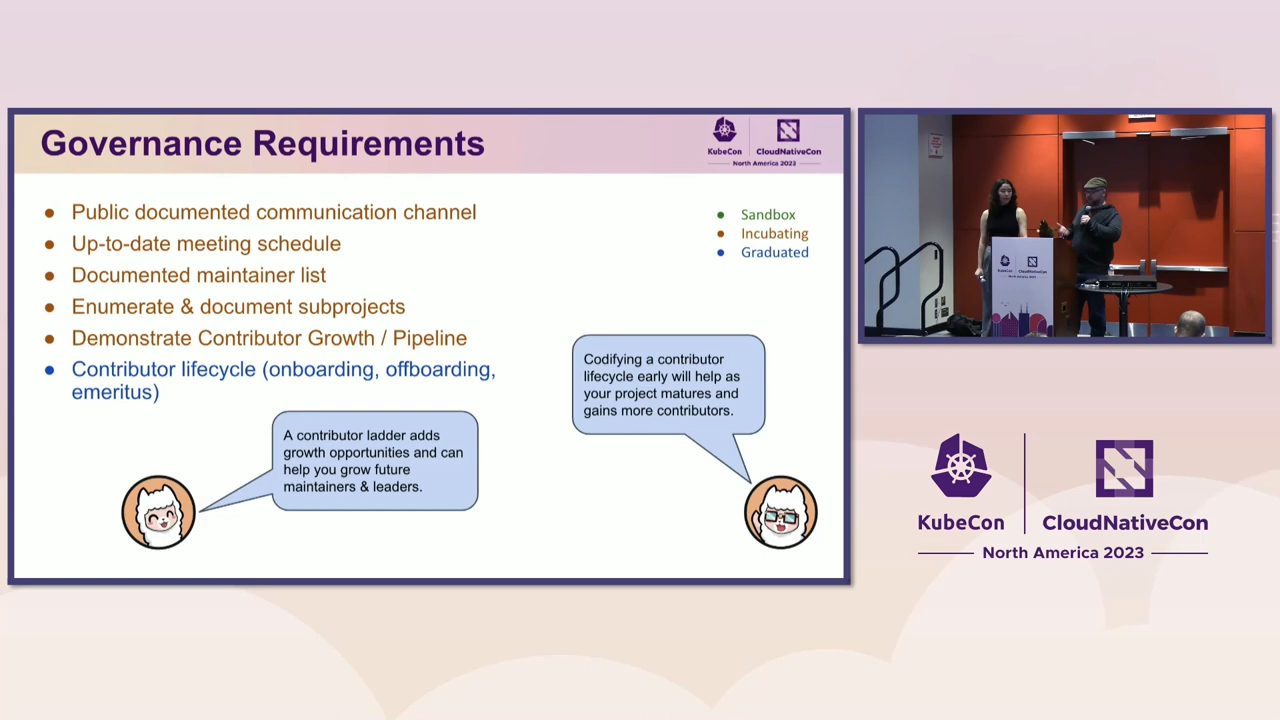 Governance Requirements
KubeCon
CloudNativeCon
North America 2023
● Public documented communication channel
● Up-to-date meeting schedule
● Documented maintainer list
● Enumerate & document subprojects
● Demonstrate Contributor Growth / Pipeline
● Contributor lifecycle (onboarding, offboarding,
emeritus)
● Sandbox
● Incubating
● Graduated
Codifying a contributor
lifecycle early will help as
your project matures and
gains more contributors.
A contributor ladder adds
growth opportunities and can
help you grow future
maintainers & leaders.
KubeCon
CloudNativeCon
KubeCon
CloudNativeCon
North America 2023